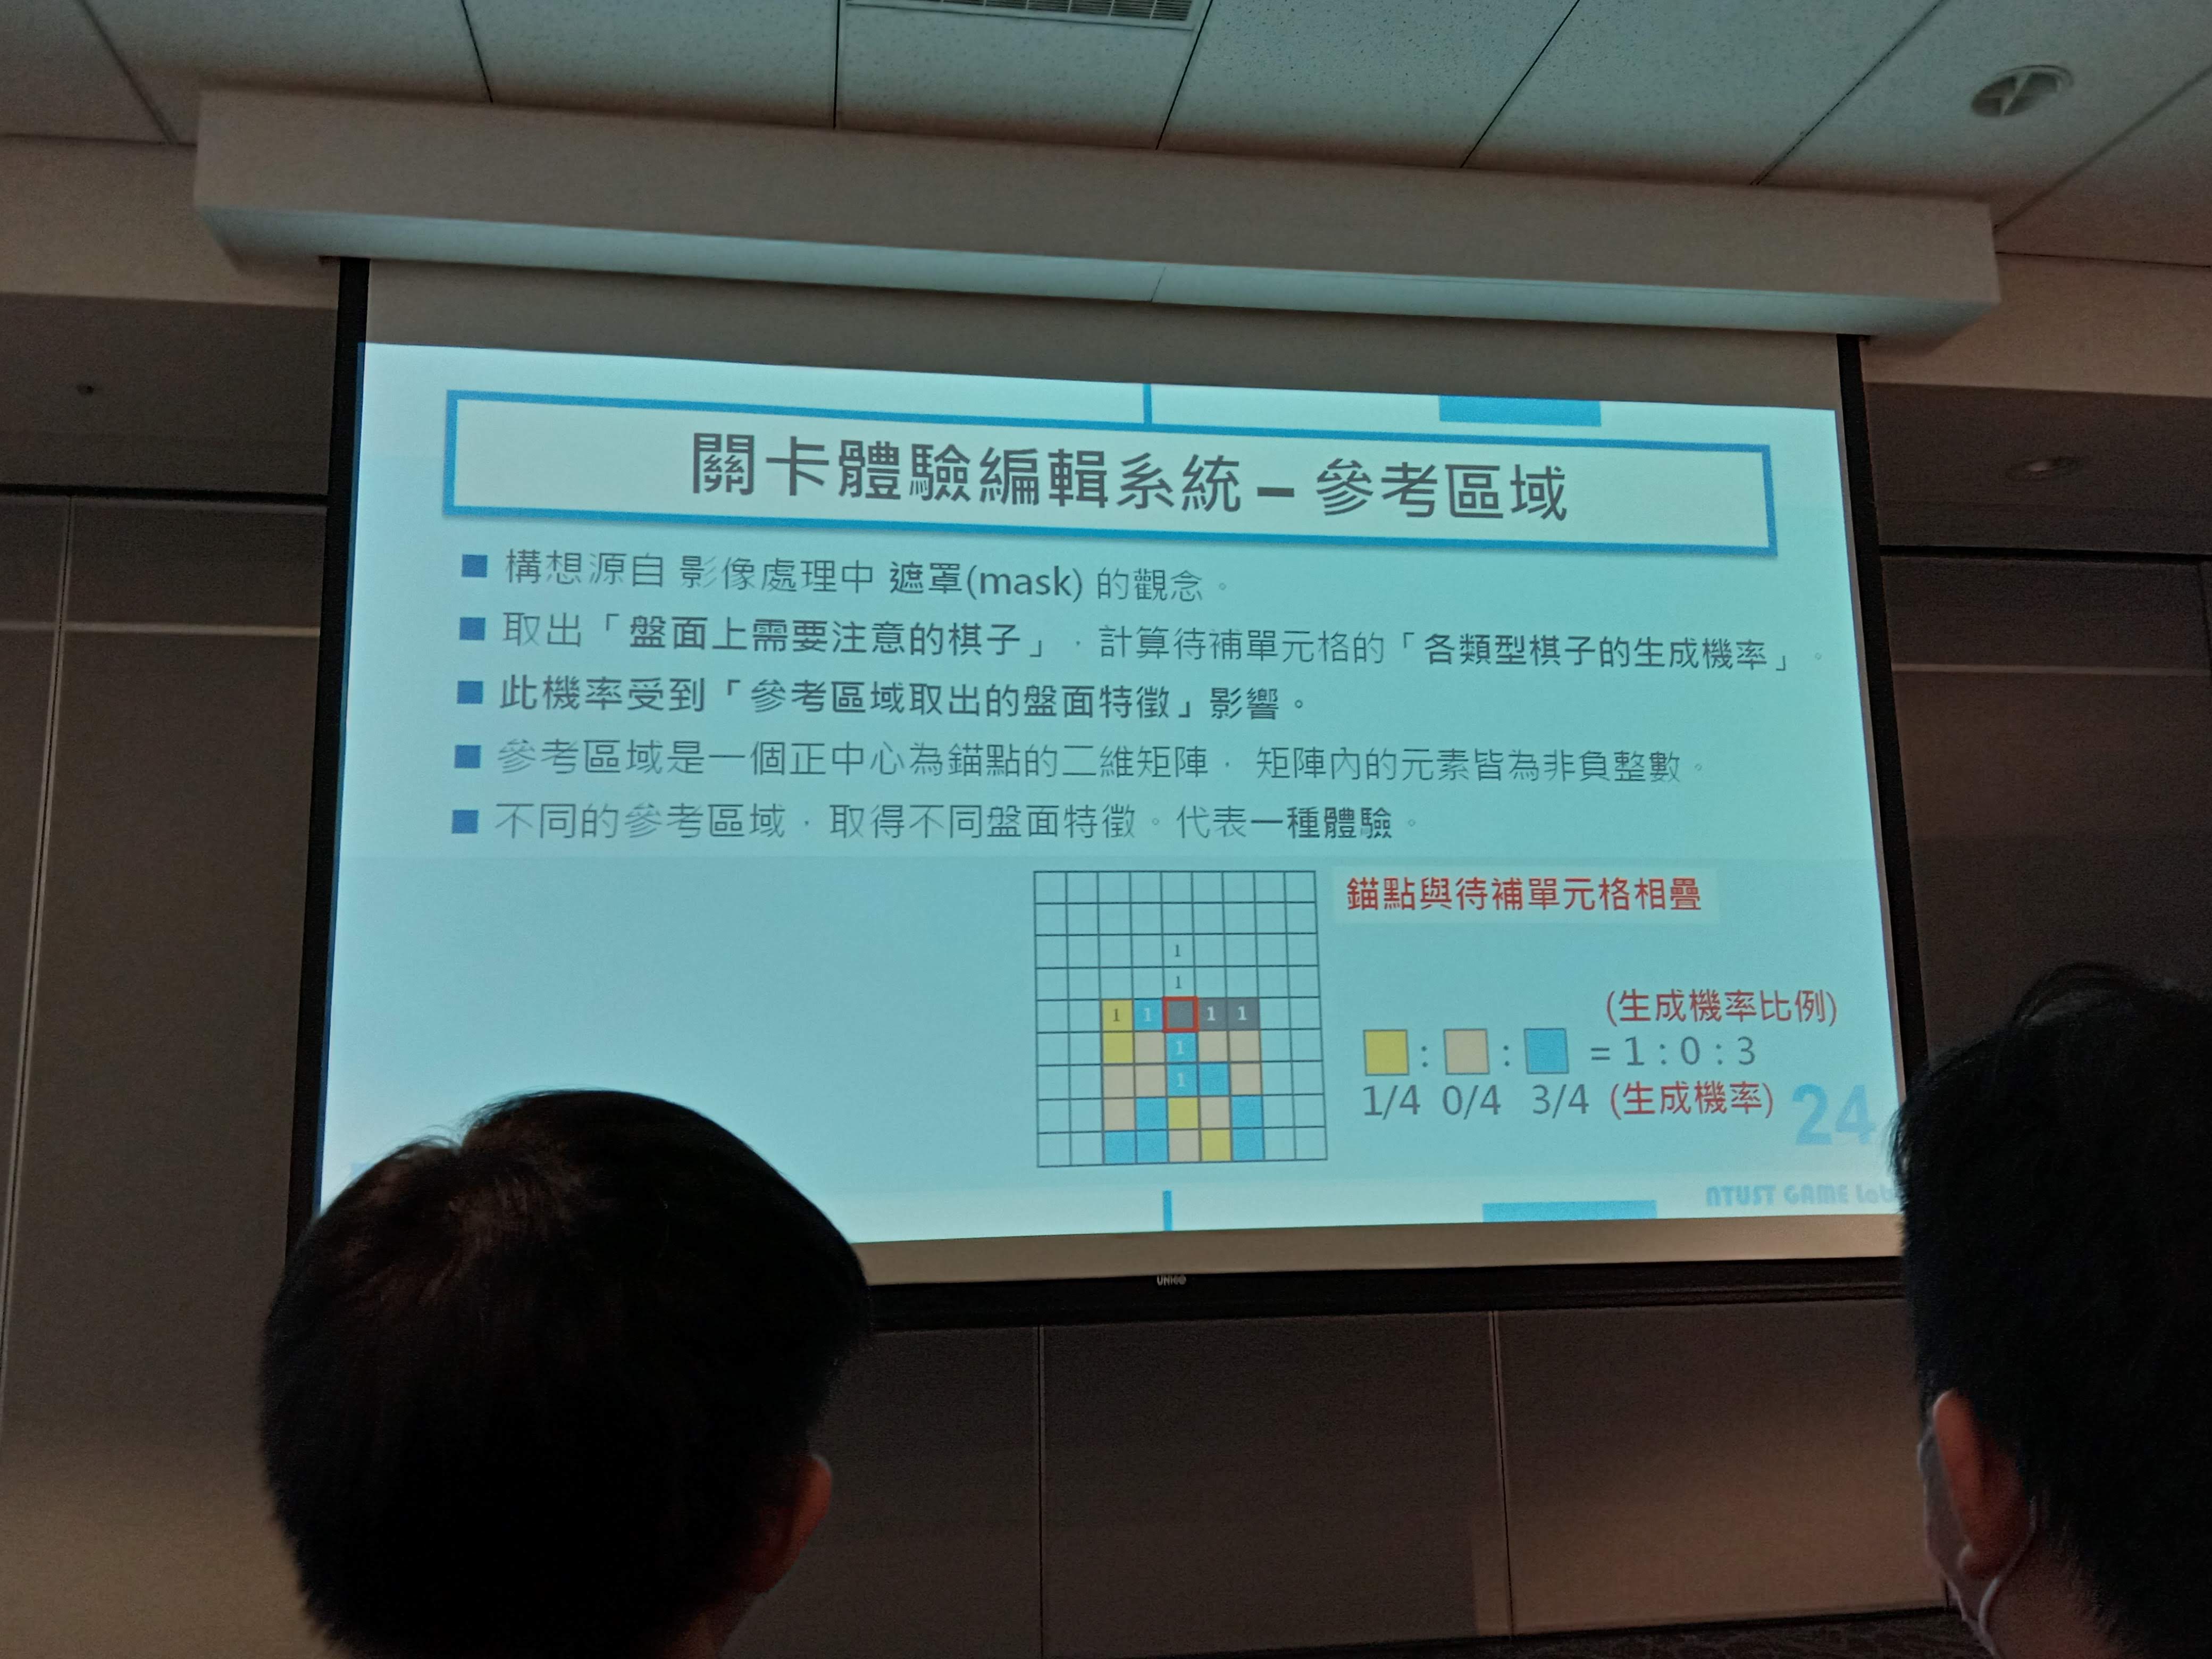 關卡體驗編輯系統 – 參考區域
■ 構想源自 影像處理中 遮罩(mask) 的觀念。
■ 取出「盤面上需要注意的棋子」，計算待補單元格的「各類型棋子的生成機率」。
■ 此機率受到「參考區域取出的盤面特徵」影響。
■ 參考區域是一個正中心為錨點的二維矩陣， 矩陣內的元素皆為非負整數。
■ 不同的參考區域，取得不同盤面特徵。代表一種體驗。
錨點與待補單元格相疊
1
1
1 1 1 1
1
1
(生成機率比例)
: : = 1 : 0 : 3
1/4 0/4 3/4 (生成機率)
24
NTUST GAME Lab
UNICO